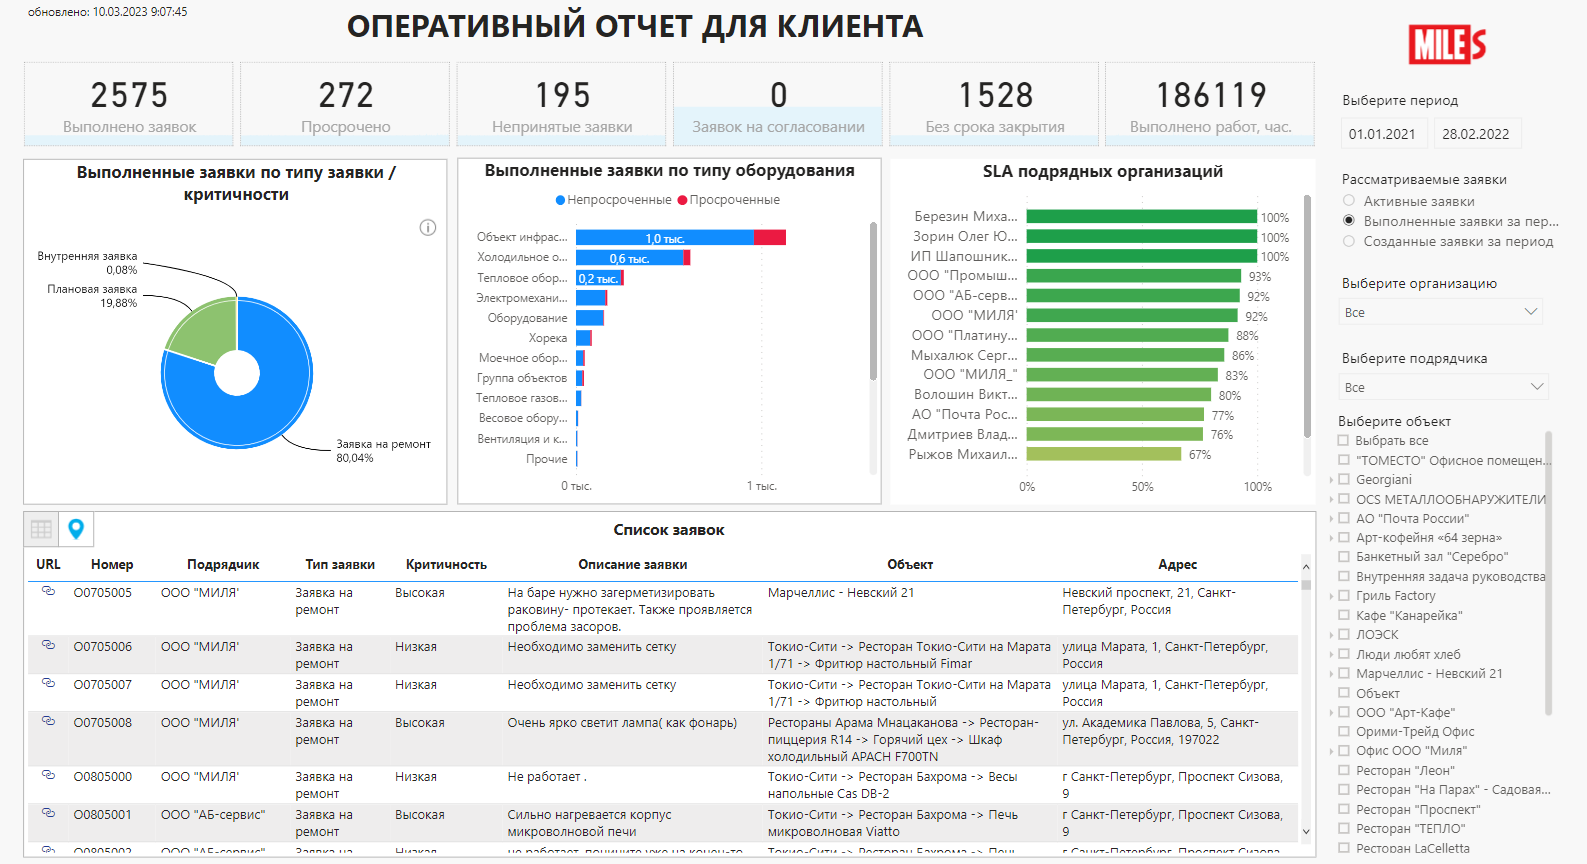 обновлено: 10.03.2023 9:07:45
ОПЕРАТИВНЫЙ ОТЧЕТ ДЛЯ КЛИЕНТА
MILES
2575
Выполнено заявок
272
Просрочено
195
Непринятые заявки
0
Заявок на согласовании
1528
Без срока закрытия
186119
Выполнено работ, час.
Выполненные заявки по типу заявки /
критичности
Внутренняя заявка
0,08%
Плановая заявка
19,88%
Заявка на ремонт
80,04%
Выполненные заявки по типу оборудования
Непросроченные Просроченные
Объект инфрас... 1,0 тыс.
Холодильное о... 0,6 тыс.
Тепловое обор... 0,2 тыс.
Электромехани...
Оборудование
Хорека
Моечное обор...
Группа объектов
Тепловое газов...
Весовое обору...
Вентиляция и к...
Прочие
0 тыс. 1 тыс.
SLA подрядных организаций
Березин Миха... 100%
Зорин Олег Ю... 100%
ИП Шапошник... 100%
ООО "Промыш... 93%
ООО "АБ-серв... 92%
ООО "МИЛЯ' 92%
ООО "Платину... 88%
Мыхалюк Серг... 86%
ООО "МИЛЯ_" 83%
Волошин Викт... 80%
АО "Почта Рос... 77%
Дмитриев Влад... 76%
Рыжов Михаил... 67%
0% 50% 100%
Список заявок
URL Номер Подрядчик Тип заявки Критичность Описание заявки Объект Адрес
О0705005 ООО "МИЛЯ' Заявка на ремонт Высокая На баре нужно загерметизировать раковину- протекает. Также проявляется проблема засоров. Марчеллис - Невский 21 Невский проспект, 21, Санкт-Петербург, Россия
О0705006 ООО "МИЛЯ' Заявка на ремонт Низкая Необходимо заменить сетку Токио-Сити -> Ресторан Токио-Сити на Марата 1/71 -> Фритюр настольный Fimar улица Марата, 1, Санкт-Петербург, Россия
О0705007 ООО "МИЛЯ' Заявка на ремонт Низкая Необходимо заменить сетку Токио-Сити -> Ресторан Токио-Сити на Марата 1/71 -> Фритюр настольный улица Марата, 1, Санкт-Петербург, Россия
О0705008 ООО "МИЛЯ' Заявка на ремонт Высокая Очень ярко светит лампа( как фонарь) Рестораны Арама Мнацаканова -> Ресторан-пиццерия R14 -> Горячий цех -> Шкаф холодильный APACH F700TN ул. Академика Павлова, 5, Санкт-Петербург, Россия, 197022
О0805000 ООО "МИЛЯ' Заявка на ремонт Низкая Не работает . Токио-Сити -> Ресторан Бахрома -> Весы напольные Cas DB-2 г Санкт-Петербург, Проспект Сизова, 9
О0805001 ООО "АБ-сервис" Заявка на ремонт Высокая Сильно нагревается корпус микроволновой печи Токио-Сити -> Ресторан Бахрома -> Печь микроволновая Viatto г Санкт-Петербург, Проспект Сизова, 9
Выберите период
01.01.2021 28.02.2022
Рассматриваемые заявки
Активные заявки
Выполненные заявки за пер...
Созданные заявки за период
Выберите организацию
Все
Выберите подрядчика
Все
Выберите объект
Выбрать все
"ТОМЕСТО" Офисное помещен...
Georgiani
OCS МЕТАЛЛООБНАРУЖИТЕЛИ
АО "Почта России"
Арт-кофейня «64 зерна»
Банкетный зал "Серебро"
Внутренняя задача руководства
Гриль Factory
Кафе "Канарейка"
ЛОЭСК
Люди любят хлеб
Марчеллис - Невский 21
Объект
ООО "Арт-Кафе"
Орими-Трейд Офис
Офис ООО "Миля"
Ресторан "Леон"
Ресторан "На Парах" - Садовая...
Ресторан "Проспект"
Ресторан "ТЕПЛО"
Ресторан LaCelletta